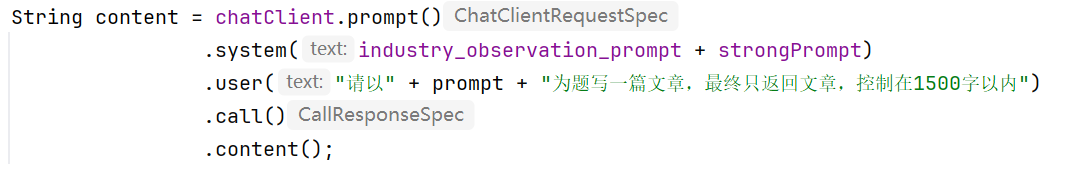 String content = chatClient.prompt() ChatClientRequestSpec
.system( text: industry_observation_prompt + strongPrompt)
.user( text: "请以" + prompt + "为题写一篇文章，最终只返回文章，控制在1500字以内")
.call() CallResponseSpec
.content();